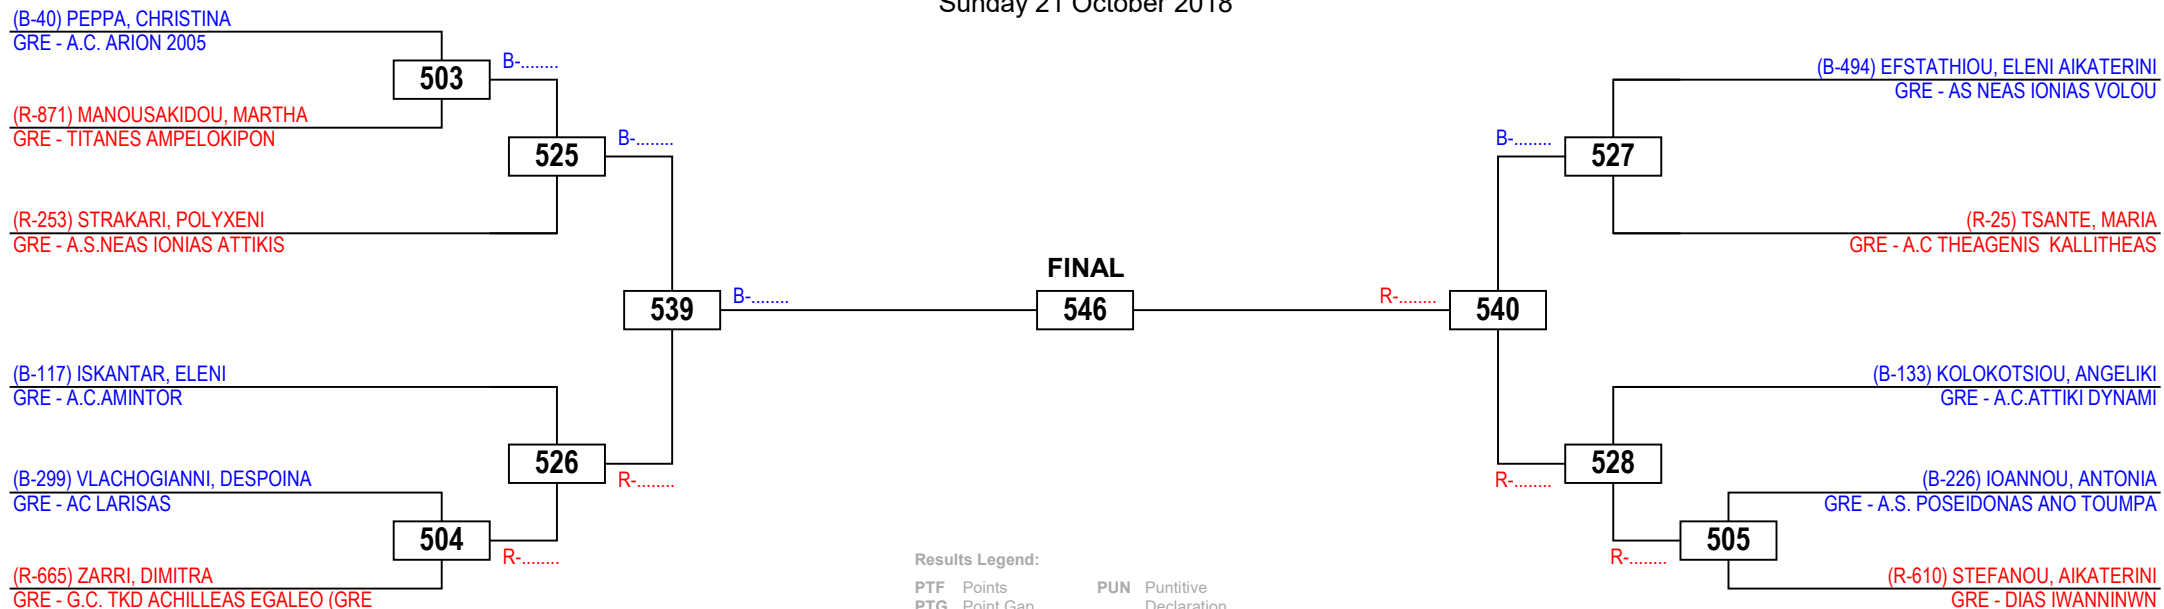 Sunday 21 October 2018
(B-40) PEPPA, CHRISTINA
GRE - A.C. ARION 2005
503
B-........
(R-871) MANOUSAKIDOU, MARTHA
GRE - TITANES AMPELOKIPON
525
B-........
(R-253) STRAKARI, POLYXENI
GRE - A.S.NEAS IONIAS ATTIKIS
539
B-........
(B-117) ISKANTAR, ELENI
GRE - A.C.AMINTOR
526
R-........
(B-299) VLACHOGIANNI, DESPOINA
GRE - AC LARISAS
504
R-........
(R-665) ZARRI, DIMITRA
GRE - G.C. TKD ACHILLEAS EGALEO (GRE
FINAL
546
(B-494) EFSTATHIOU, ELENI AIKATERINI
GRE - AS NEAS IONIAS VOLOU
B-........
527
(R-25) TSANTE, MARIA
GRE - A.C THEAGENIS KALLITHEAS
R-........
540
(B-133) KOLOKOTSIOU, ANGELIKI
GRE - A.C.ATTIKI DYNAMI
528
R-........
(B-226) IOANNOU, ANTONIA
GRE - A.S. POSEIDONAS ANO TOUMPA
505
R-........
(R-610) STEFANOU, AIKATERINI
GRE - DIAS IWANNINWN
Results Legend:
PTF Points PUN Puntitive
PTG Point Gap Declaration